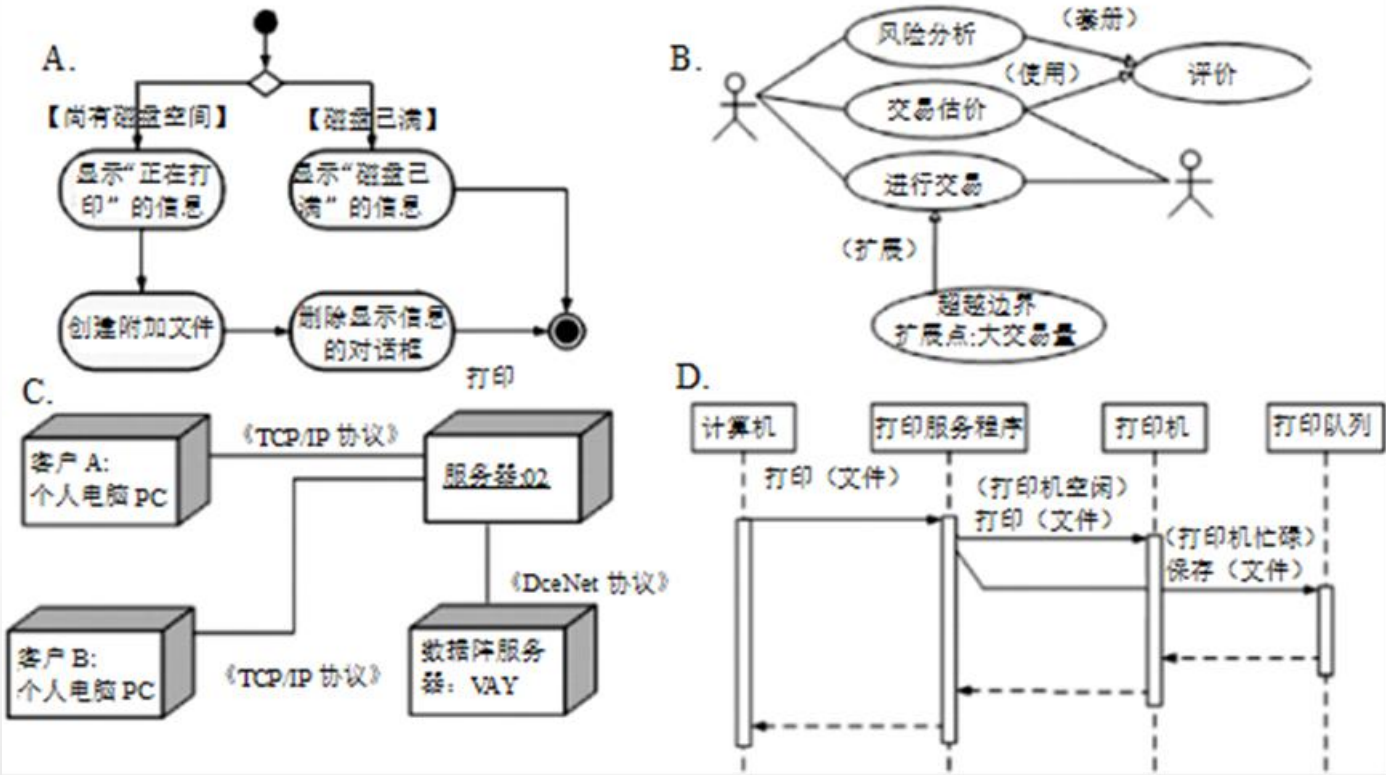 A.
【尚有磁盘空间】
【磁盘已满】
显示“正在打
印”的信息
显示“磁盘已
满”的信息
创建附加文件
删除显示信息
的对话框
打印
B.
风险分析
(套册)
(使用)
评价
交易估价
进行交易
(扩展)
超越边界
扩展点:大交易量
C.
客户 A:
个人电脑 PC
《TCP/IP 协议》
服务器:02
《DceNet 协议》
客户 B:
个人电脑 PC
《TCP/IP 协议》
数据阵服务
器: VAY
D.
计算机
打印服务程序
打印机
打印队列
打印(文件)
(打印机空闲)
打印(文件)
(打印机忙碌)
保存(文件)